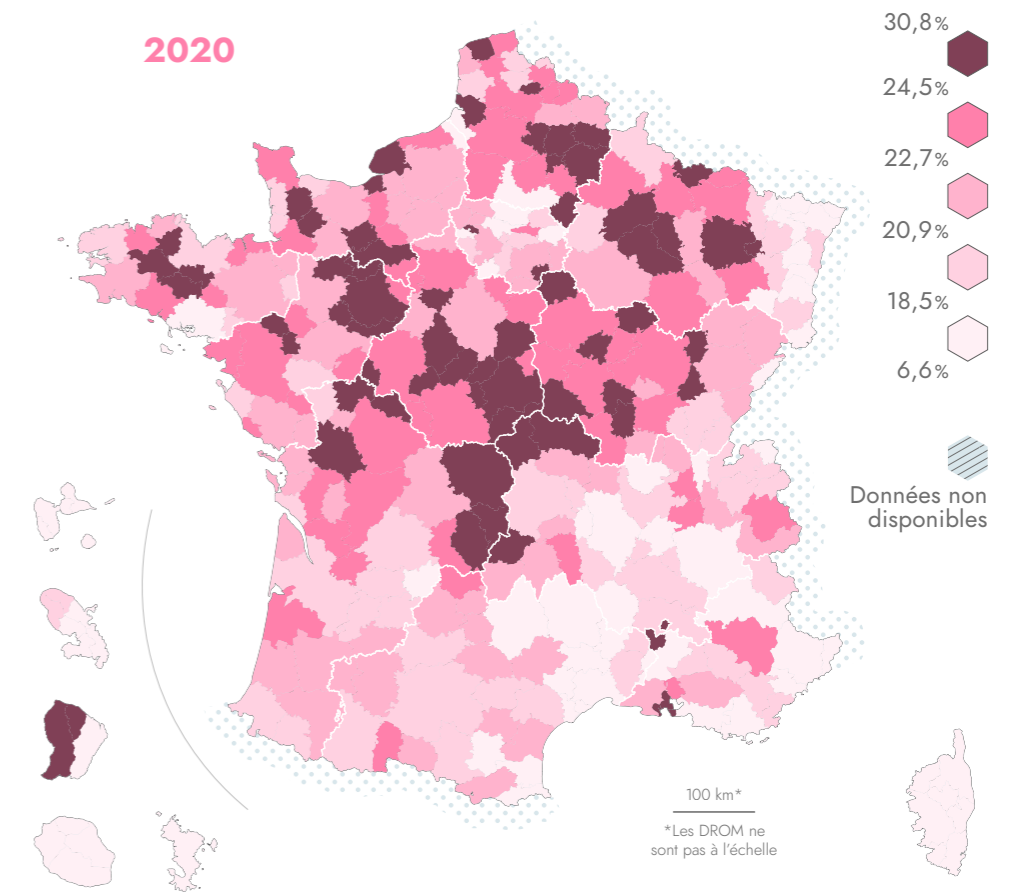 2020
30,8%
24,5%
22,7%
20,9%
18,5%
6,6%
Données non
disponibles
100 km*
*Les DROM ne
sont pas à l'échelle